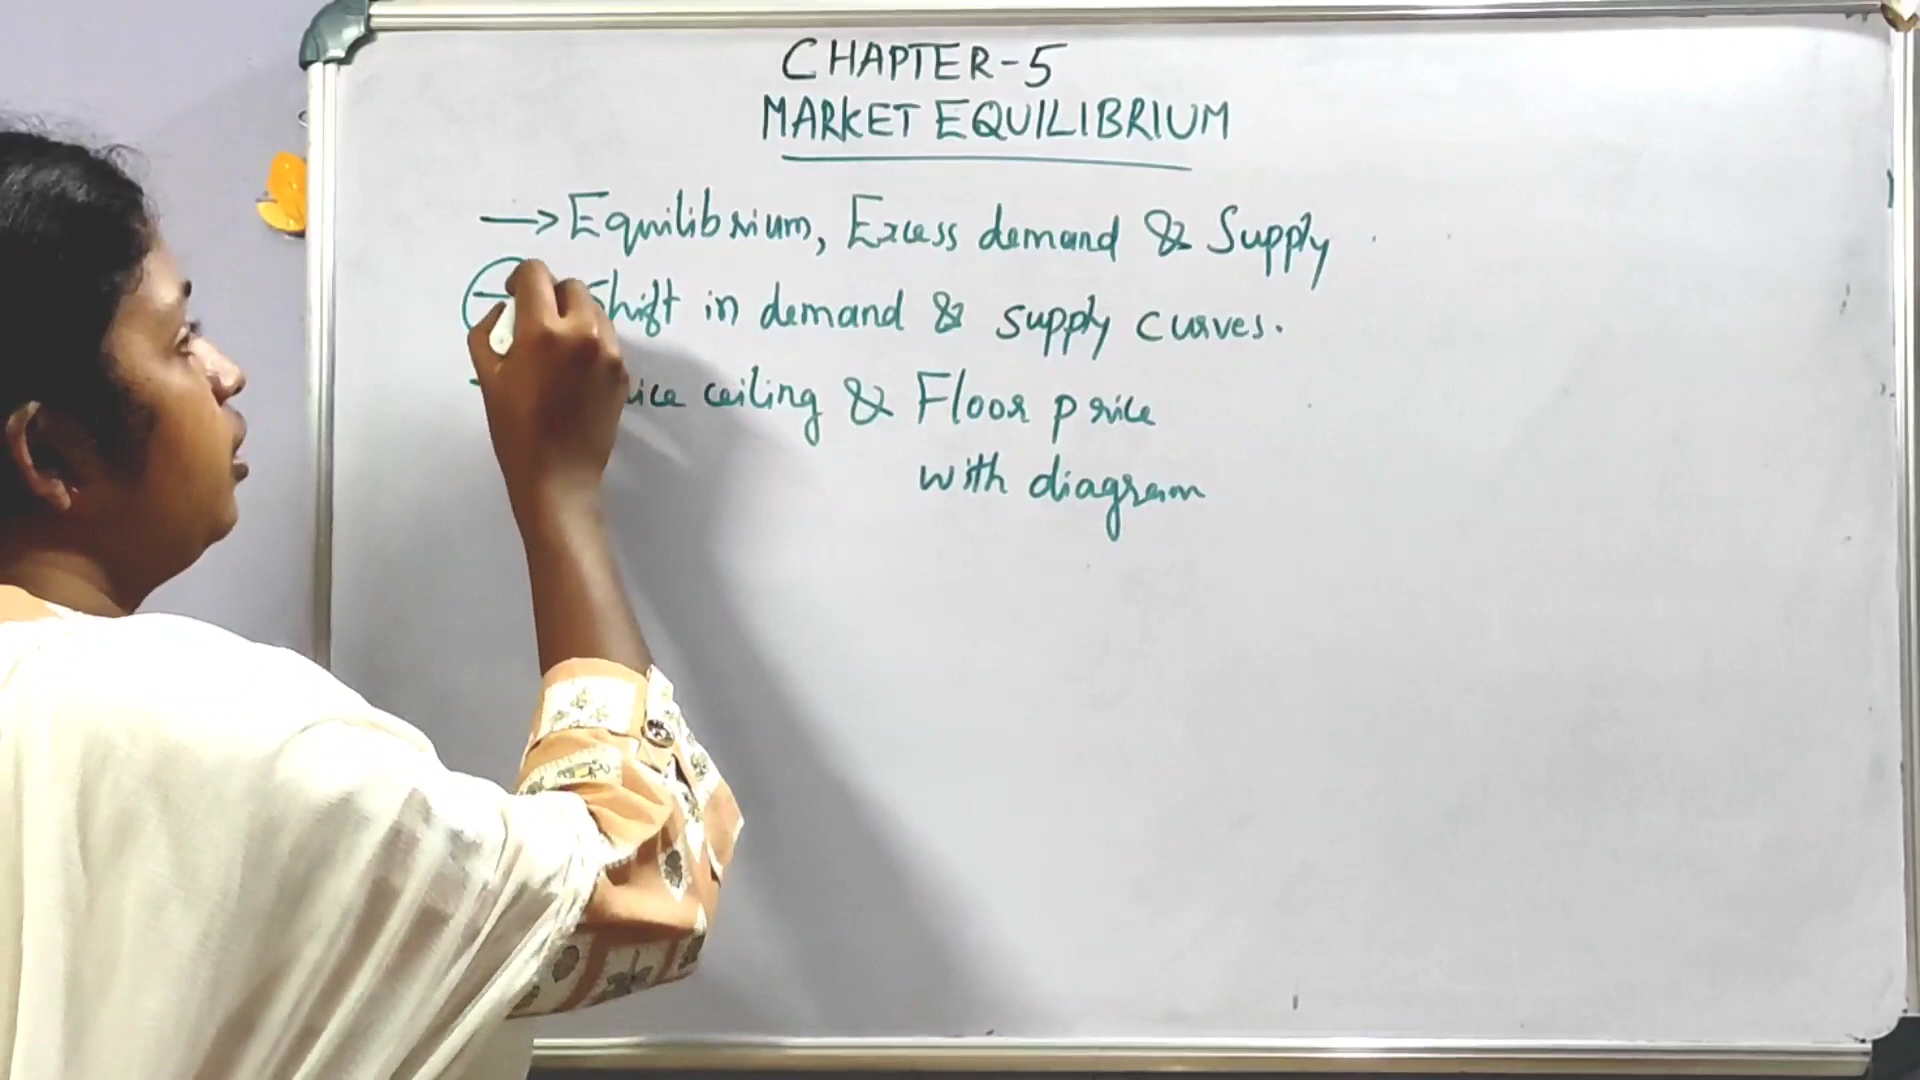 CHAPTER-5
MARKET EQUILIBRIUM
→ Equilibrium, Excess demand & Supply
Shift in demand & supply curves.
ceiling & Floor price
with diagram